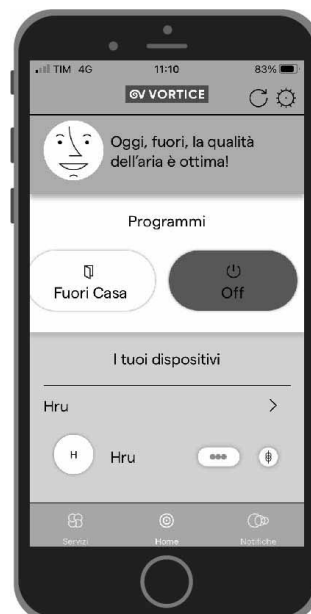 TIM 4G 11:10 83%
VORTICE
Oggi, fuori, la qualità
dell'aria è ottima!
Programmi
Fuori Casa
Off
I tuoi dispositivi
Hru
H Hru
Servizi Home Notifiche